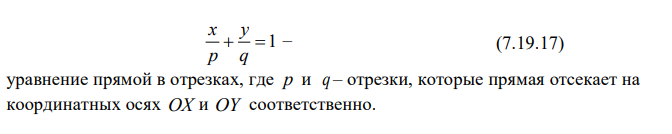 x/p + y/q = 1 – (7.19.17)
уравнение прямой в отрезках, где p и q – отрезки, которые прямая отсекает на
координатных осях OX и OY соответственно.